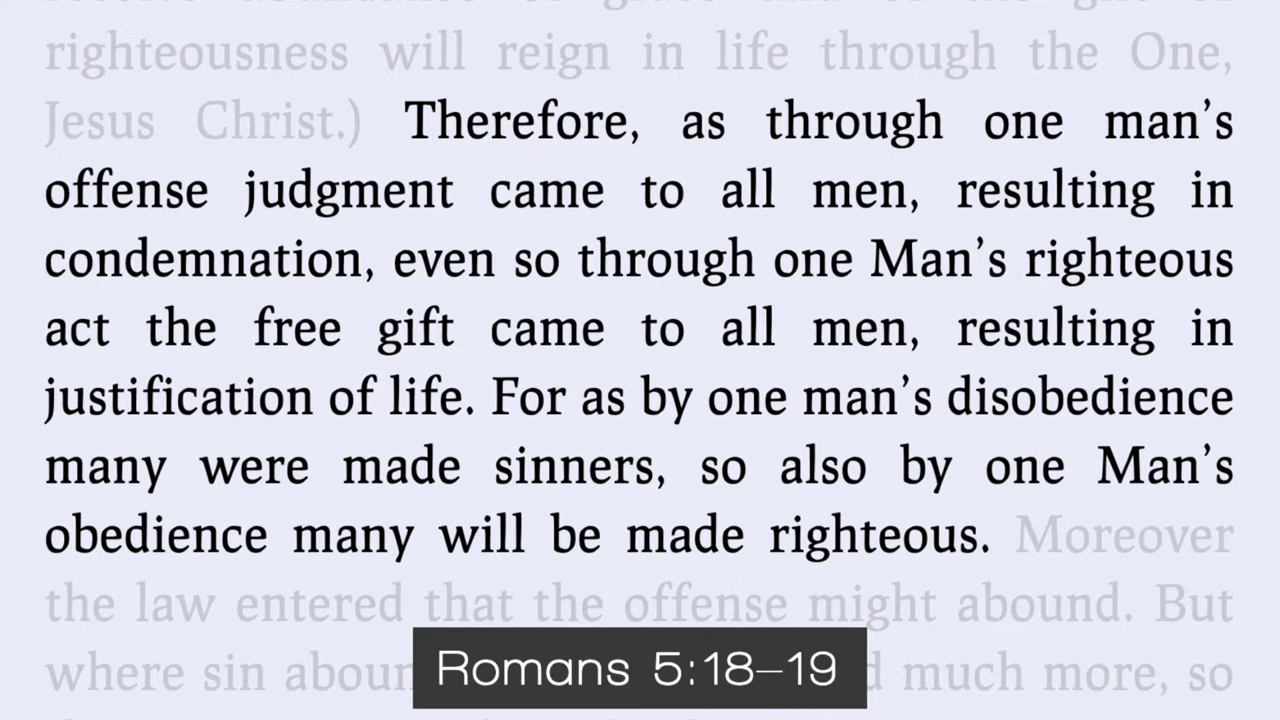 righteousness will reign in life through the One,
Jesus Christ.) Therefore, as through one man’s
offense judgment came to all men, resulting in
condemnation, even so through one Man’s righteous
act the free gift came to all men, resulting in
justification of life. For as by one man’s disobedience
many were made sinners, so also by one Man’s
obedience many will be made righteous. Moreover
the law entered that the offense might abound. But
where sin aboun d much more, so
Romans 5:18–19